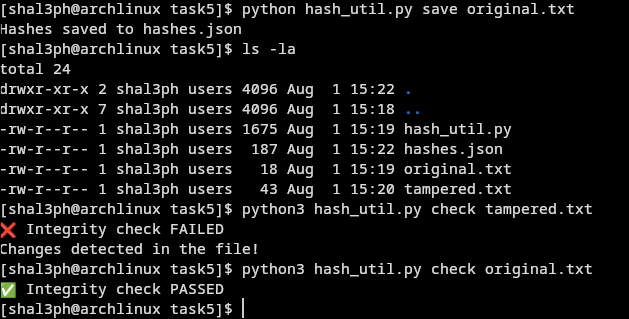 [shal3ph@archlinux task5]$ python hash_util.py save original.txt
Hashes saved to hashes.json
[shal3ph@archlinux task5]$ ls -la
total 24
drwxr-xr-x 2 shal3ph users 4096 Aug  1 15:22 .
drwxr-xr-x 7 shal3ph users 4096 Aug  1 15:18 ..
-rw-r--r-- 1 shal3ph users 1675 Aug  1 15:19 hash_util.py
-rw-r--r-- 1 shal3ph users  187 Aug  1 15:22 hashes.json
-rw-r--r-- 1 shal3ph users   18 Aug  1 15:19 original.txt
-rw-r--r-- 1 shal3ph users   43 Aug  1 15:20 tampered.txt
[shal3ph@archlinux task5]$ python3 hash_util.py check tampered.txt
❌ Integrity check FAILED
Changes detected in the file!
[shal3ph@archlinux task5]$ python3 hash_util.py check original.txt
✅ Integrity check PASSED
[shal3ph@archlinux task5]$